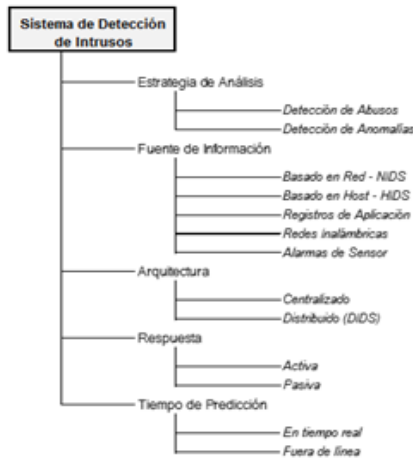 Sistema de Detección
de Intrusos
Estrategia de Análisis
Detección de Abusos
Detección de Anomalías
Fuente de Información
Basado en Red - NIDS
Basado en Host - HIDS
Registros de Aplicación
Redes Inalámbricas
Alarmas de Sensor
Arquitectura
Centralizado
Distribuido (DIDS)
Respuesta
Activa
Pasiva
Tiempo de Predicción
En tiempo real
Fuera de línea